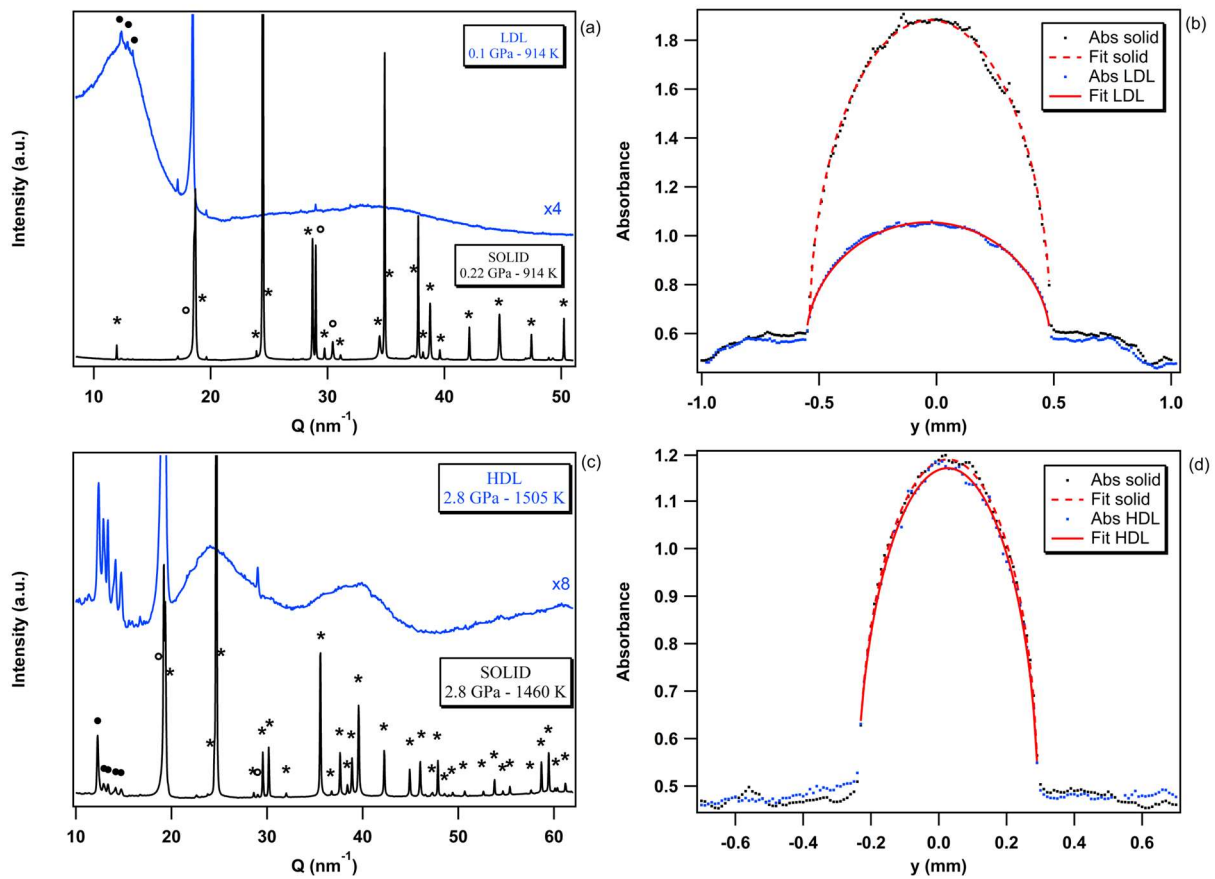 (a)
LDL
0.1 GPa - 914 K
x4
SOLID
0.22 GPa - 914 K
* * * * * * * * * * * * * * * *
Intensity (a.u.)
10 20 30 40 50
Q (nm-1)
(b)
Abs solid
Fit solid
Abs LDL
Fit LDL
Absorbance
1.8
1.6
1.4
1.2
1.0
0.8
0.6
0.4
-1.0 -0.5 0.0 0.5 1.0
y (mm)
(c)
HDL
2.8 GPa - 1505 K
x8
SOLID
2.8 GPa - 1460 K
Intensity (a.u.)
10 20 30 40 50 60
Q (nm-1)
(d)
Abs solid
Fit solid
Abs HDL
Fit HDL
Absorbance
1.2
1.1
1.0
0.9
0.8
0.7
0.6
0.5
-0.6 -0.4 -0.2 0.0 0.2 0.4 0.6
y (mm)